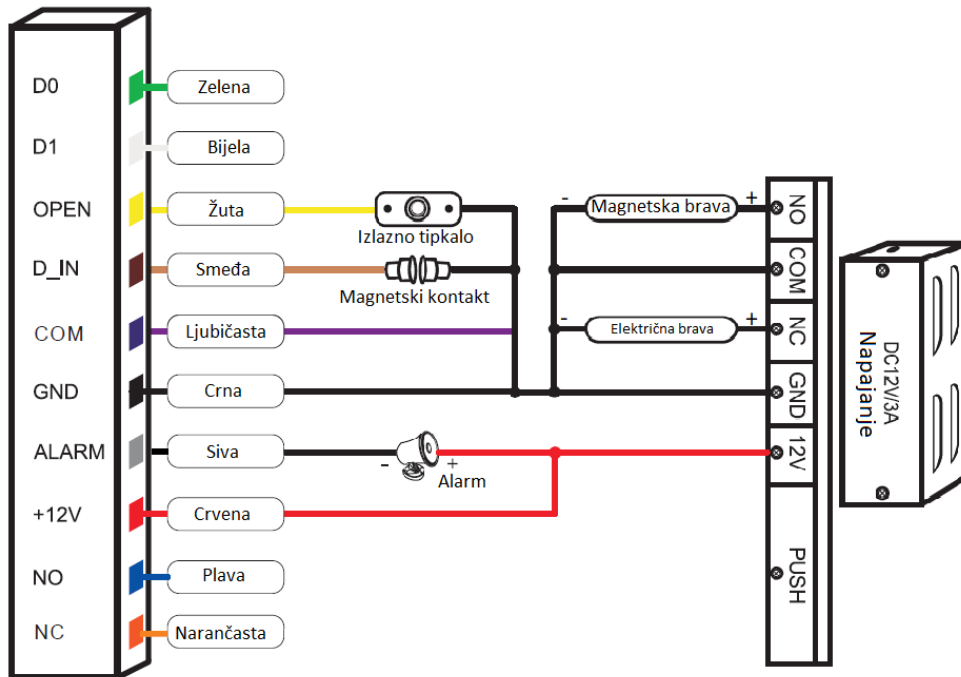 D0
Zelena
D1
Bijela
OPEN
Žuta
Izlazno tipkalo
D_IN
Smeđa
Magnetski kontakt
COM
Ljubičasta
GND
Crna
ALARM
Siva
- +
Alarm
+12V
Crvena
NO
Plava
NC
Narančasta
- Magnetska brava +
- Električna brava +
NO
COM
NC
GND
12V
PUSH
DC12V/3A
Napajanje